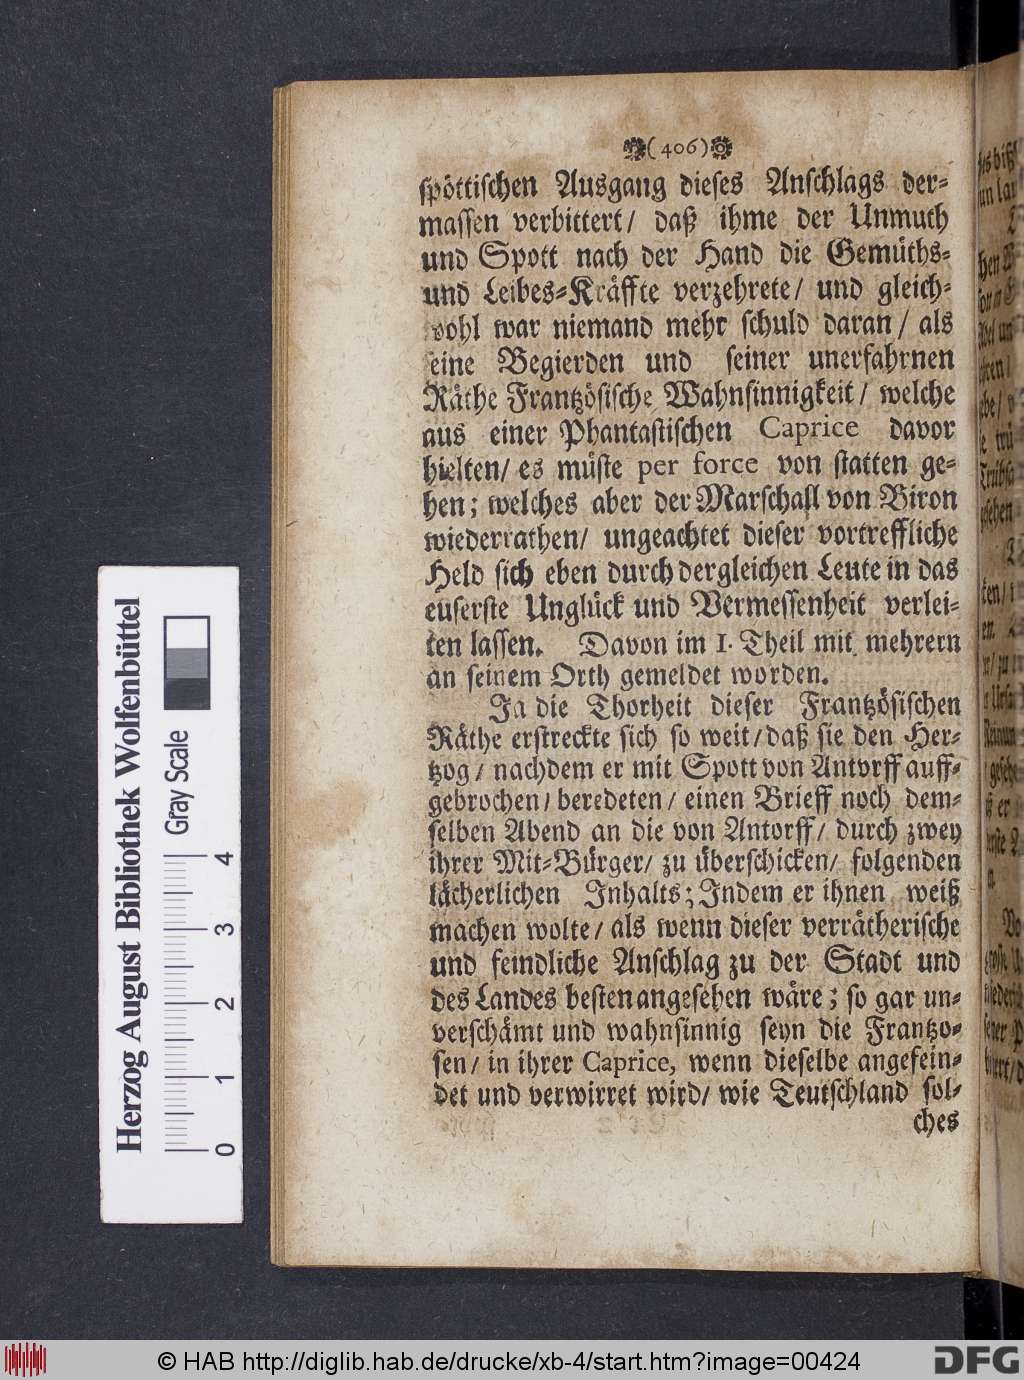 (406)
spöttischen Ausgang dieses Anschlags der-
massen verbittert/ daß ihme der Unmuth
und Spott nach der Hand die Gemüths-
und Leibes-Kräffte verzehrete/ und gleich-
wohl war niemand mehr schuld daran/ als
seine Begierden und seiner unerfahrnen
Räthe Frantzösische Wahnsinnigkeit/ welche
aus einer Phantastischen Caprice davor
hielten/ es müste per force von statten ge-
hen; welches aber der Marschall von Biron
wiederrathen/ ungeachtet dieser vortreffliche
Held sich eben durch dergleichen Leute in das
euserste Unglück und Vermessenheit verlei-
ten lassen. Davon im I. Theil mit mehrern
an seinem Orth gemeldet worden.
Ja die Thorheit dieser Frantzösischen
Räthe erstreckte sich so weit/ daß sie den Her-
tzog/ nachdem er mit Spott von Antorff auff-
gebrochen/ beredeten/ einen Brieff noch dem-
selben Abend an die von Antorff/ durch zwey
ihrer Mit-Bürger/ zu überschicken/ folgenden
lächerlichen Inhalts; Indem er ihnen weiß
machen wolte/ als wenn dieser verrätherische
und feindliche Anschlag zu der Stadt und
des Landes besten angesehen wäre; so gar un-
verschämt und wahnsinnig seyn die Frantzo-
sen/ in ihrer Caprice, wenn dieselbe angefein-
det und verwirret wird/ wie Teutschland sol-
ches
Herzog August Bibliothek Wolfenbüttel
Gray Scale
0 1 2 3 4
© HAB http://diglib.hab.de/drucke/xb-4/start.htm?image=00424
DFG